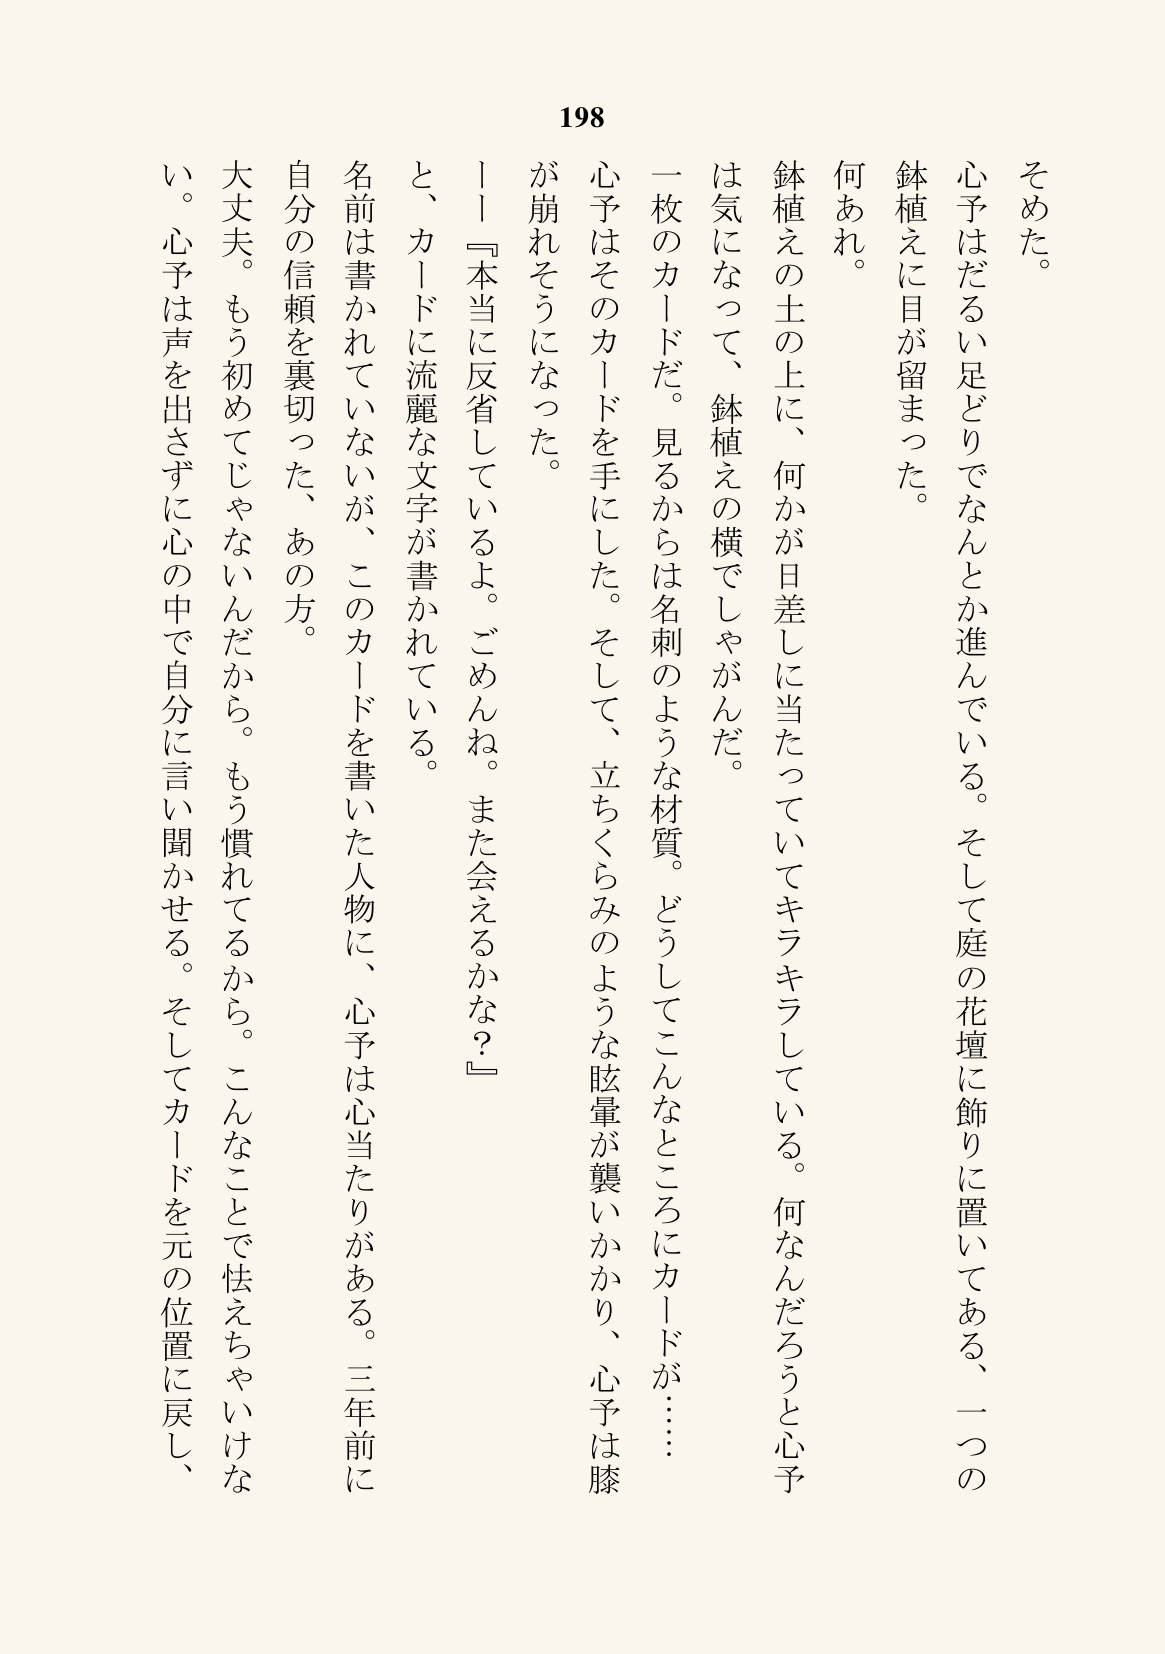 198
そめた。
心予はだるい足どりでなんとか進んでいる。そして庭の花壇に飾りに置いてある、一つの
鉢植えに目が留まった。
何あれ。
鉢植えの土の上に、何かが日差しに当たっていてキラキラしている。何なんだろうと心予
は気になって、鉢植えの横でしゃがんだ。
一枚のカードだ。見るからは名刺のような材質。どうしてこんなところにカードが……
心予はそのカードを手にした。そして、立ちくらみのような眩暈が襲いかかり、心予は膝
が崩れそうになった。
ーー『本当に反省しているよ。ごめんね。また会えるかな？』
と、カードに流麗な文字が書かれている。
名前は書かれていないが、このカードを書いた人物に、心予は心当たりがある。三年前に
自分の信頼を裏切った、あの方。
大丈夫。もう初めてじゃないんだから。もう慣れてるから。こんなことで怯えちゃいけな
い。心予は声を出さずに心の中で自分に言い聞かせる。そしてカードを元の位置に戻し、